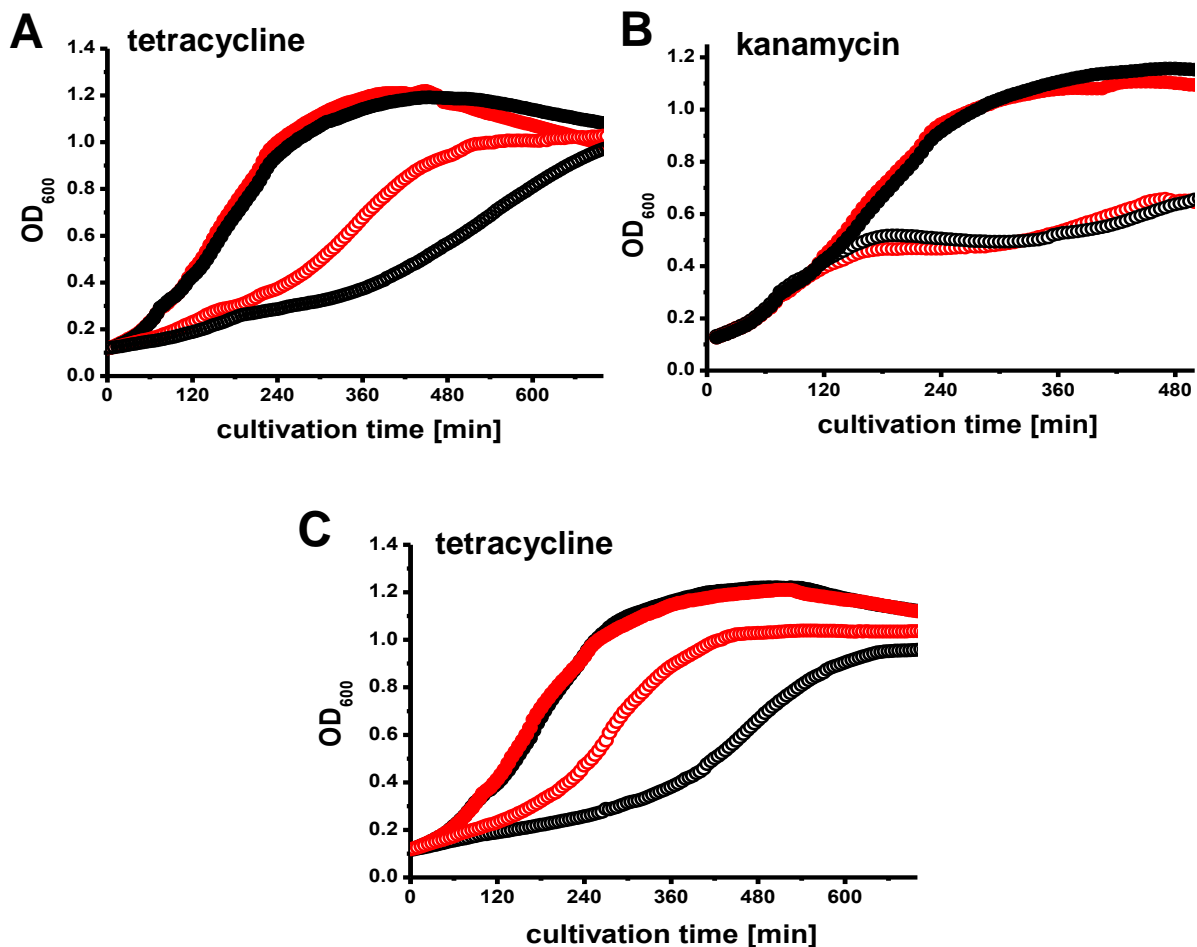 A tetracycline
1.4
1.2
1.0
0.8
0.6
0.4
0.2
0.0
OD600
0 120 240 360 480 600
cultivation time [min]
B kanamycin
1.2
1.0
0.8
0.6
0.4
0.2
0.0
OD600
0 120 240 360 480
cultivation time [min]
C tetracycline
1.4
1.2
1.0
0.8
0.6
0.4
0.2
0.0
OD600
0 120 240 360 480 600
cultivation time [min]